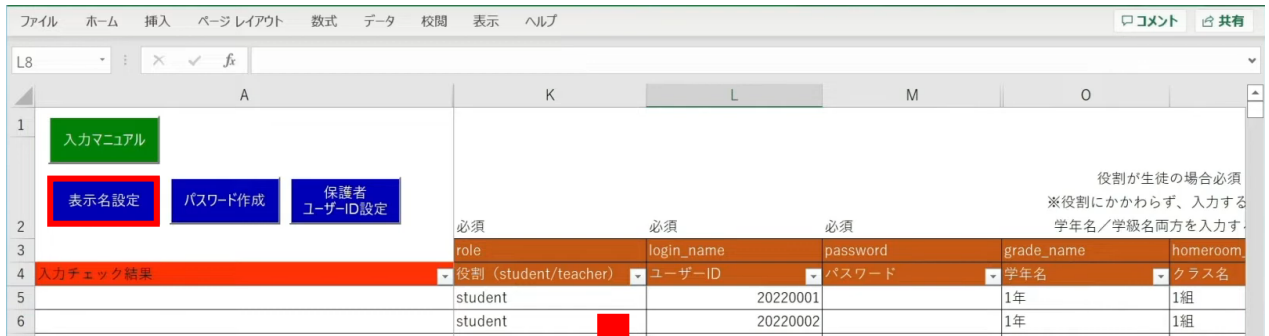 ファイル ホーム 挿入 ページ レイアウト 数式 データ 校閲 表示 ヘルプ コメント 共有
L8 fx
A K L M O
1
入力マニュアル
役割が生徒の場合必須
表示名設定 パスワード作成 保護者
ユーザーID設定
※役割にかかわらず、入力する
2 必須 必須 必須 学年名/学級名両方を入力す
3 role login_name password grade_name homeroom_
4 入力チェック結果 役割（student/teacher） ユーザーID パスワード 学年名 クラス名
5 student 20220001 1年 1組
6 student 20220002 1年 1組